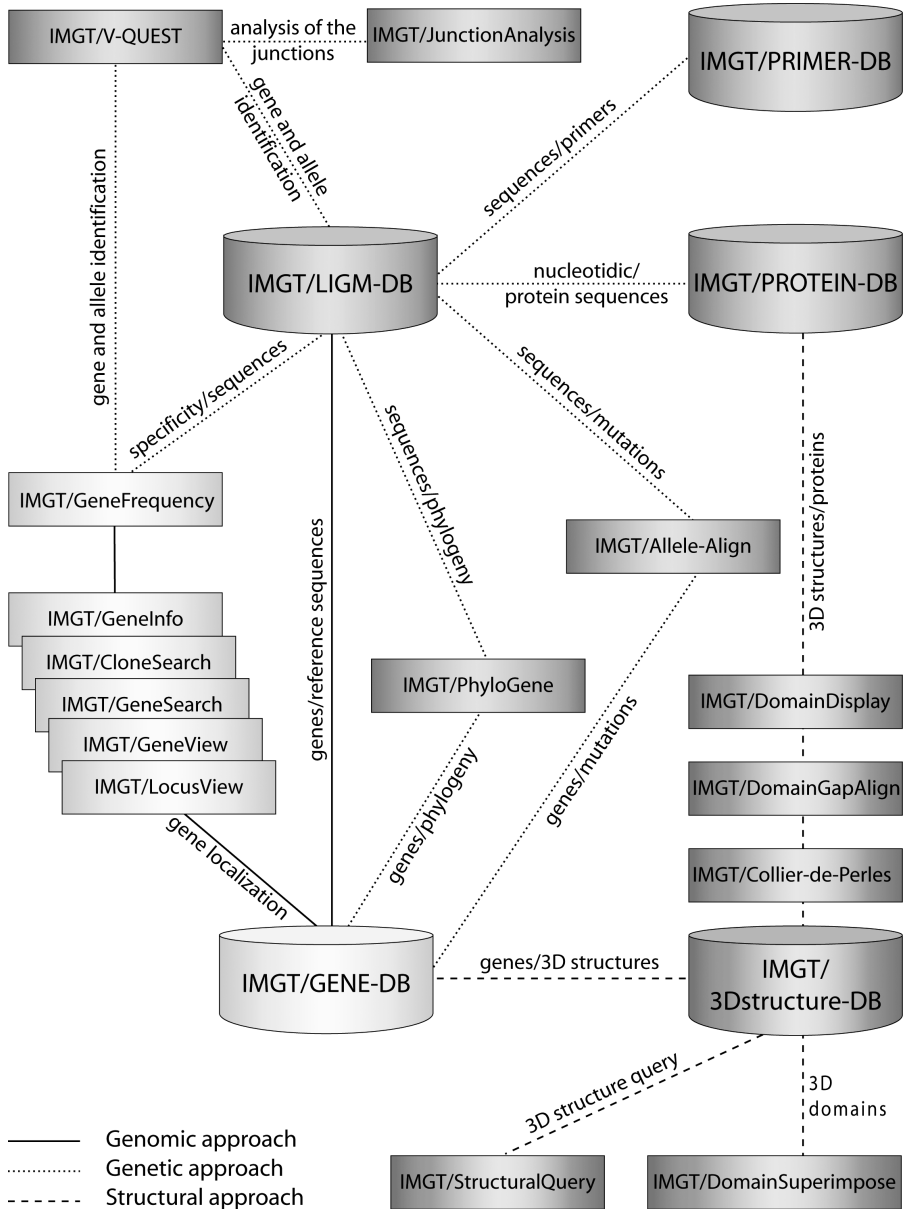 IMGT/V-QUEST
analysis of the
junctions
IMGT/JunctionAnalysis
IMGT/PRIMER-DB
gene and allele
identification
sequences/primers
gene and allele identification
IMGT/LIGM-DB
nucleotidic/
protein sequences
IMGT/PROTEIN-DB
specificity/sequences
sequences/mutations
sequences/phylogeny
3D structures/proteins
IMGT/GeneFrequency
genes/reference sequences
IMGT/Allele-Align
IMGT/GeneInfo
IMGT/CloneSearch
IMGT/GeneSearch
IMGT/GeneView
IMGT/LocusView
IMGT/PhyloGene
genes/mutations
IMGT/DomainDisplay
IMGT/DomainGapAlign
IMGT/Collier-de-Perles
genes/phylogeny
gene localization
IMGT/GENE-DB
genes/3D structures
IMGT/
3Dstructure-DB
3D structure query
3D
domains
Genomic approach
Genetic approach
Structural approach
IMGT/StructuralQuery
IMGT/DomainSuperimpose